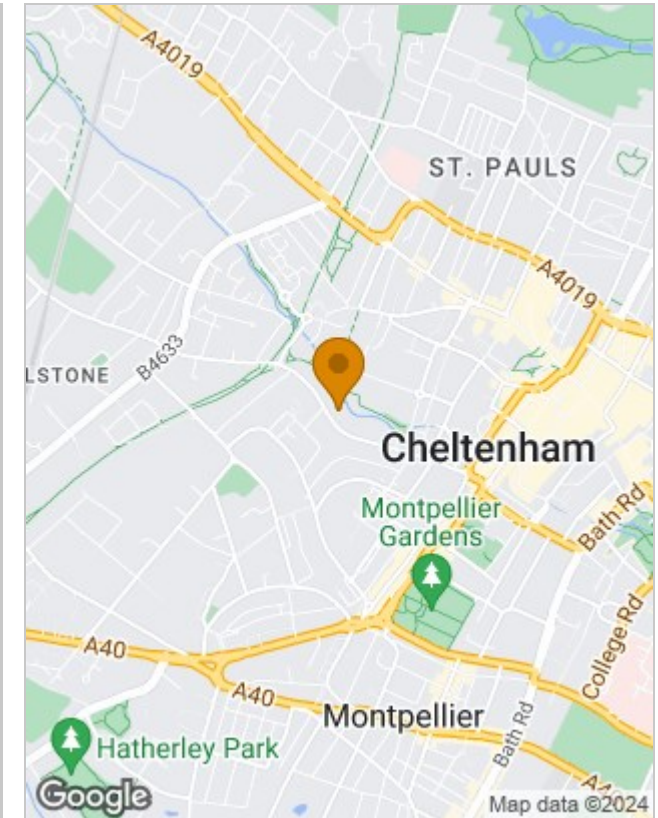 A4019
ST. PAULS
A4019
B4633
LSTONE
Cheltenham
Montpellier
Gardens
Bath Rd
College Rd
A40
A40
Montpellier
Bath Rd
Hatherley Park
A40
Google
Map data ©2024